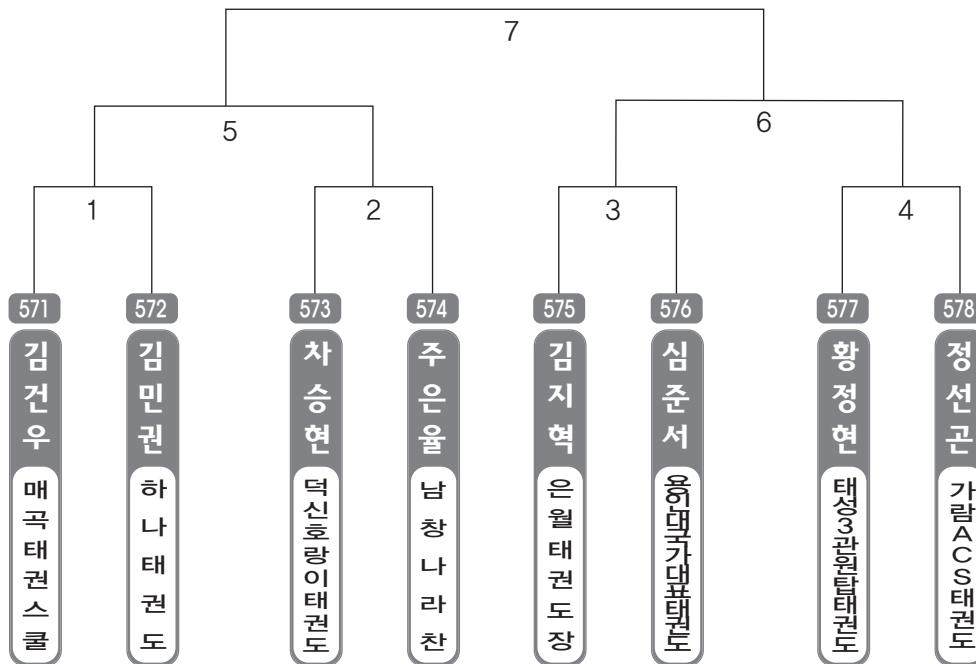 7
5
6
1
2
3
4
571
572
573
574
575
576
577
578
김건우
김민권
차승현
주은율
김지혁
심준서
황정현
정선곤
매곡태권스쿨
하나태권도
덕신호랑이태권도
남창나라찬
은월태권도장
용인대국가대표태권도
태성3관원탑태권도
가람ACS태권도